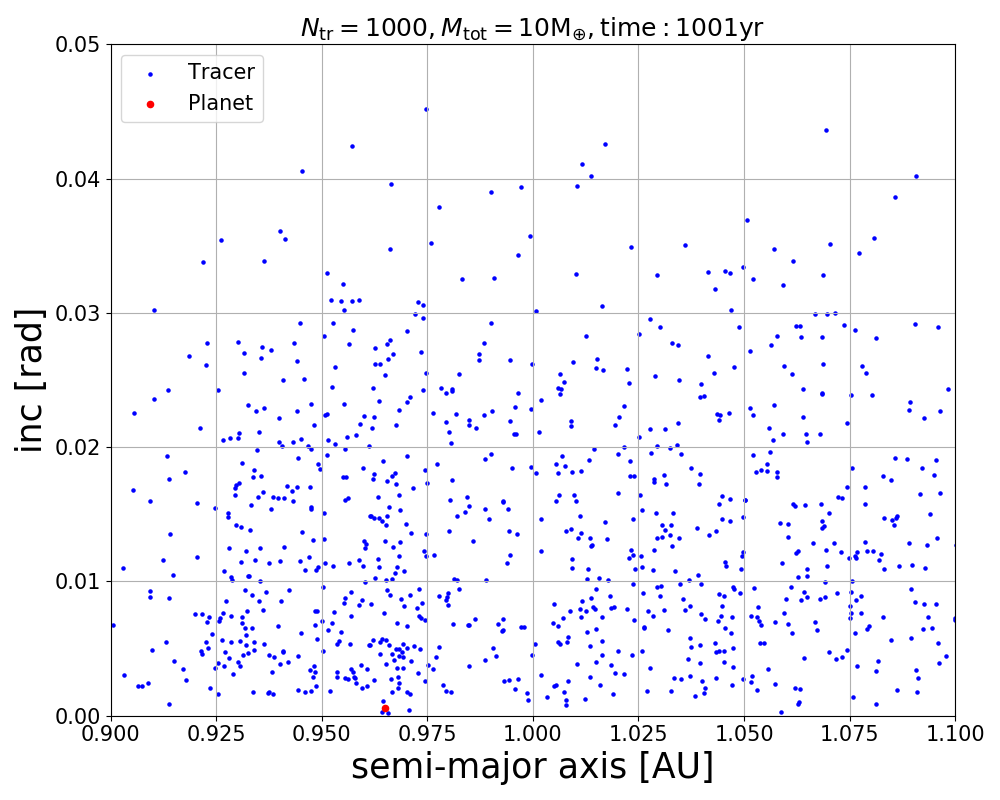 N_tr = 1000, M_tot = 10M_⊕, time : 1001yr
Tracer
Planet
0.05
0.04
0.03
0.02
0.01
0.00
inc [rad]
0.900 0.925 0.950 0.975 1.000 1.025 1.050 1.075 1.100
semi-major axis [AU]